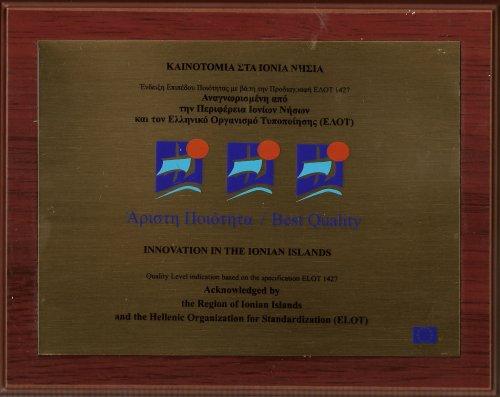 ΚΑΙΝΟΤΟΜΙΑ ΣΤΑ ΙΟΝΙΑ ΝΗΣΙΑ
Ένδειξη Επιπέδου Ποιότητας με βάση την Προδιαγραφή ΕΛΟΤ 1427
Αναγνωρισμένη από
την Περιφέρεια Ιονίων Νήσων
και τον Ελληνικό Οργανισμό Τυποποίησης (ΕΛΟΤ)
Άριστη Ποιότητα / Best Quality
INNOVATION IN THE IONIAN ISLANDS
Quality Level indication based on the specification ELOT 1427
Acknowledged by
the Region of Ionian Islands
and the Hellenic Organization for Standardization (ELOT)